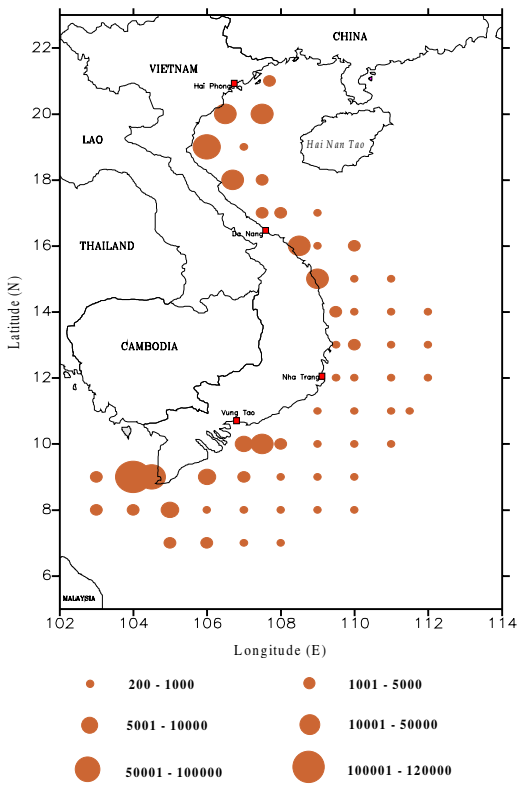 CHINA
22
VIETNAM
Hai Phong
20
LAO
Hai Nan Tao
18
Da Nang
16
THAILAND
14
CAMBODIA
Nha Trang
12
Vung Tao
10
8
6
MALAYSIA
Latitude (N)
102 104 106 108 110 112 114
Longitude (E)
200 - 1000 1001 - 5000
5001 - 10000 10001 - 50000
50001 - 100000 100001 - 120000